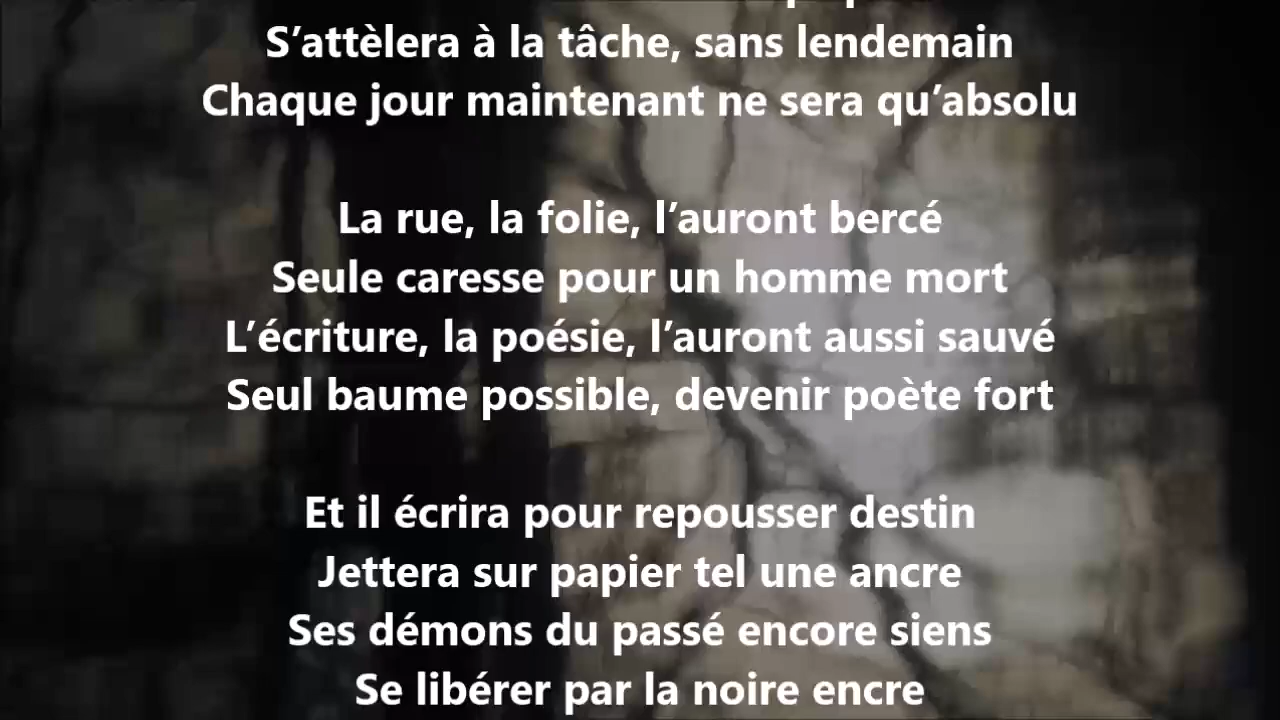 S’attèlera à la tâche, sans lendemain
Chaque jour maintenant ne sera qu’absolu
La rue, la folie, l’auront bercé
Seule caresse pour un homme mort
L’écriture, la poésie, l’auront aussi sauvé
Seul baume possible, devenir poète fort
Et il écrira pour repousser destin
Jettera sur papier tel une ancre
Ses démons du passé encore siens
Se libérer par la noire encre